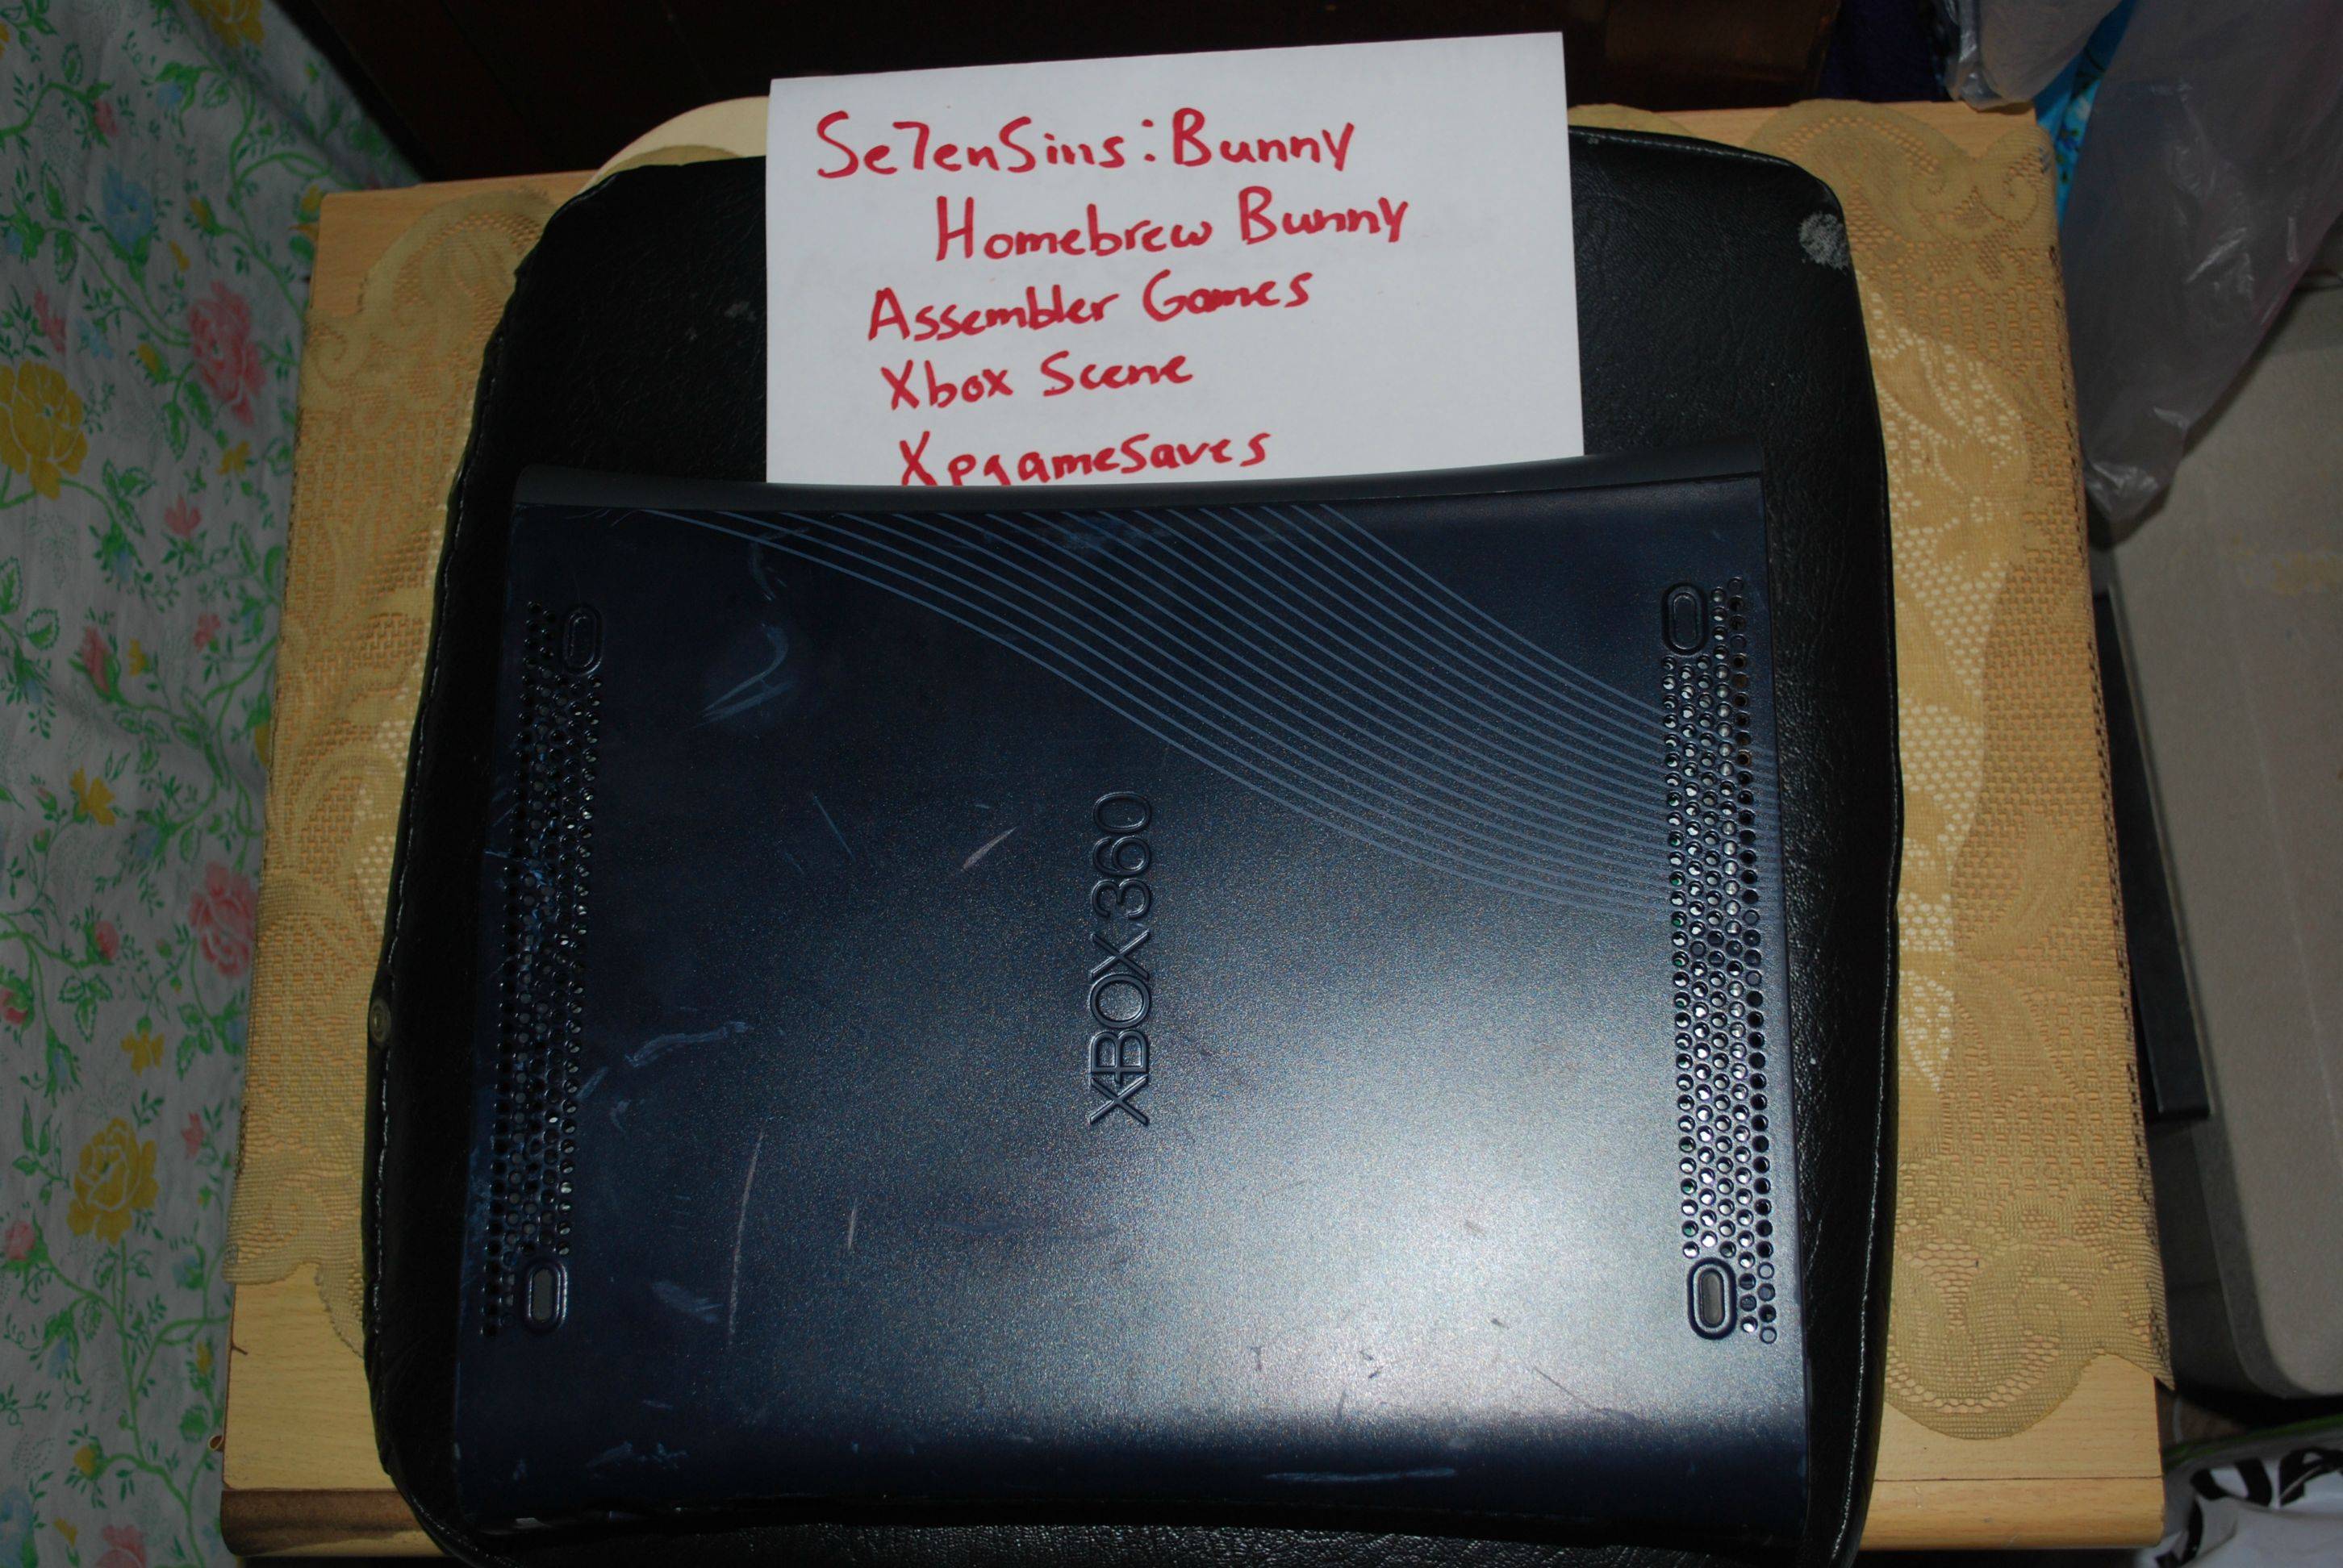 Se7enSins:Bunny
Homebrew Bunny
Assembler Games
Xbox Scene
Xpgamesaves
XBOX 360